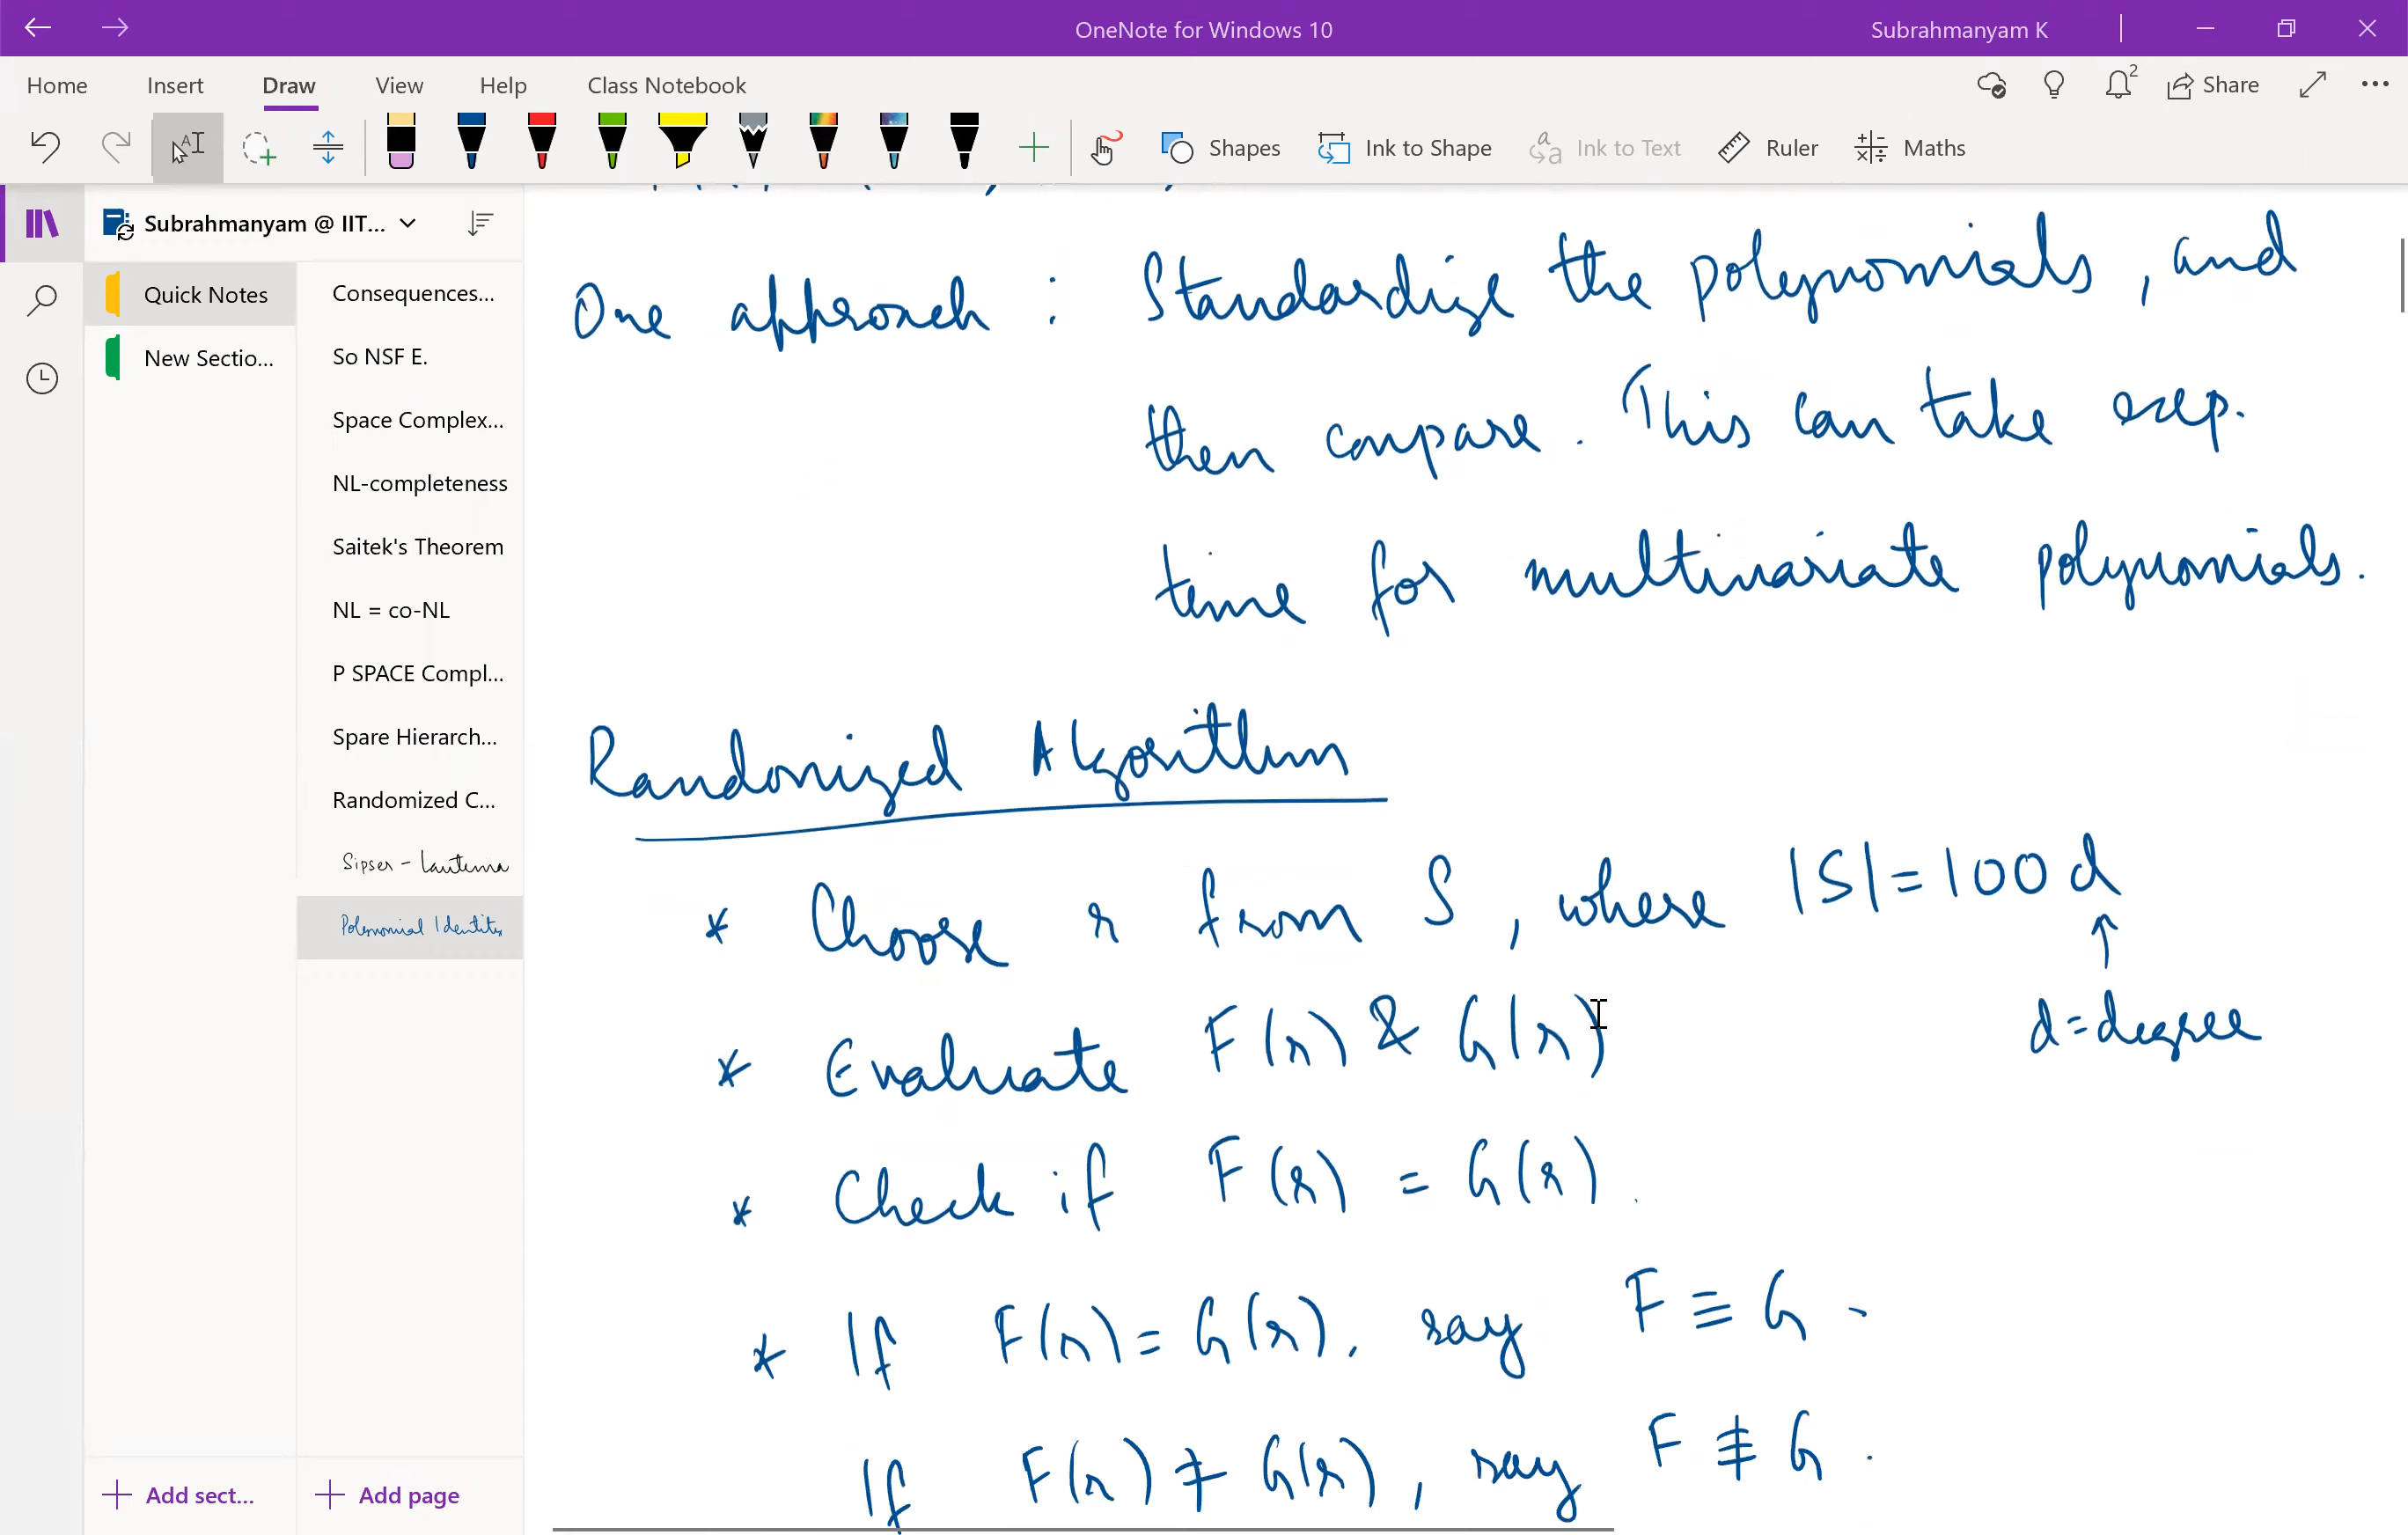 OneNote for Windows 10
Subrahmanyam K
Home Insert Draw View Help Class Notebook
2 Share
Shapes Ink to Shape Ink to Text Ruler Maths
Subrahmanyam @ IIT...
Quick Notes
New Sectio...
Consequences...
So NSF E.
Space Complex...
NL-completeness
Saitek's Theorem
NL = co-NL
P SPACE Compl...
Spare Hierarch...
Randomized C...
Sipser - Lautema
Polynomial Identity
Add sect...
Add page
One approach : Standardize the polynomials, and
then compare. This can take exp.
time for multivariate polynomials.
Randomized Algorithm
* Choose r from S, where |S| = 100 d
↑
d = degree
* Evaluate F(r) & G(r)
* Check if F(r) = G(r).
* If F(r) = G(r), say F ≡ G.
If F(r) ≠ G(r), say F ≢ G.